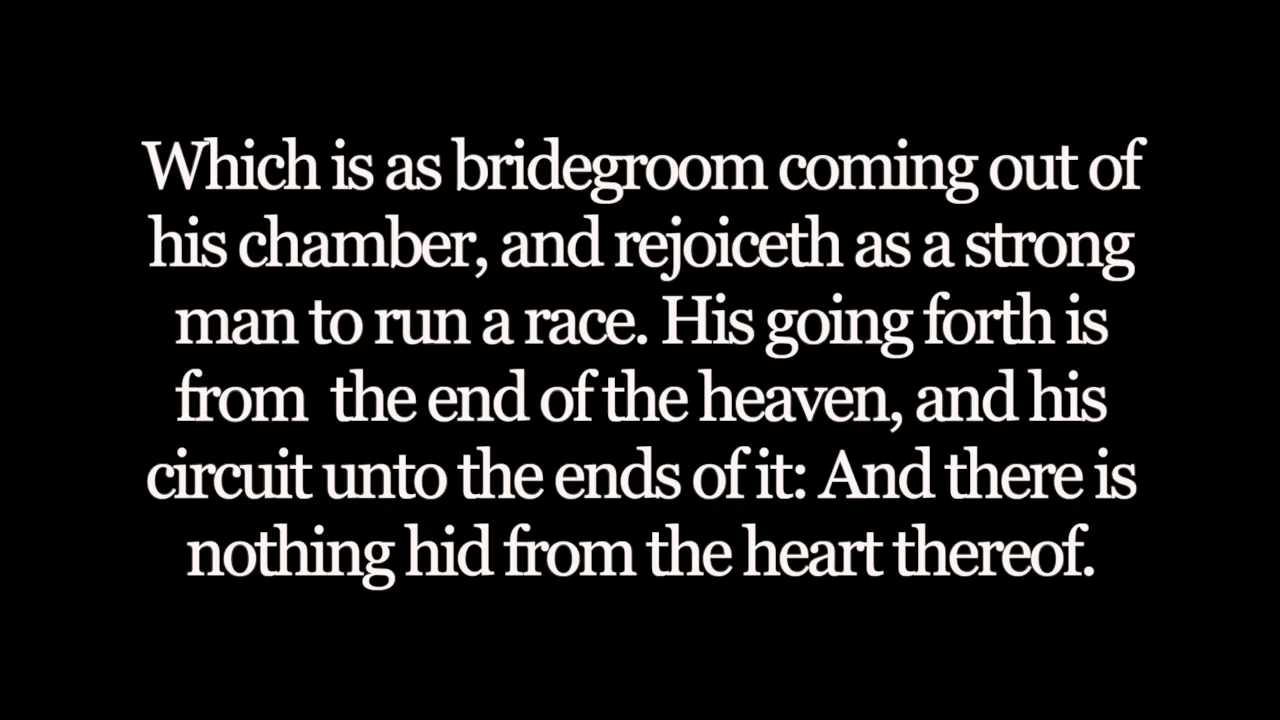 Which is as bridegroom coming out of
his chamber, and rejoiceth as a strong
man to run a race. His going forth is
from  the end of the heaven, and his
circuit unto the ends of it: And there is
nothing hid from the heart thereof.